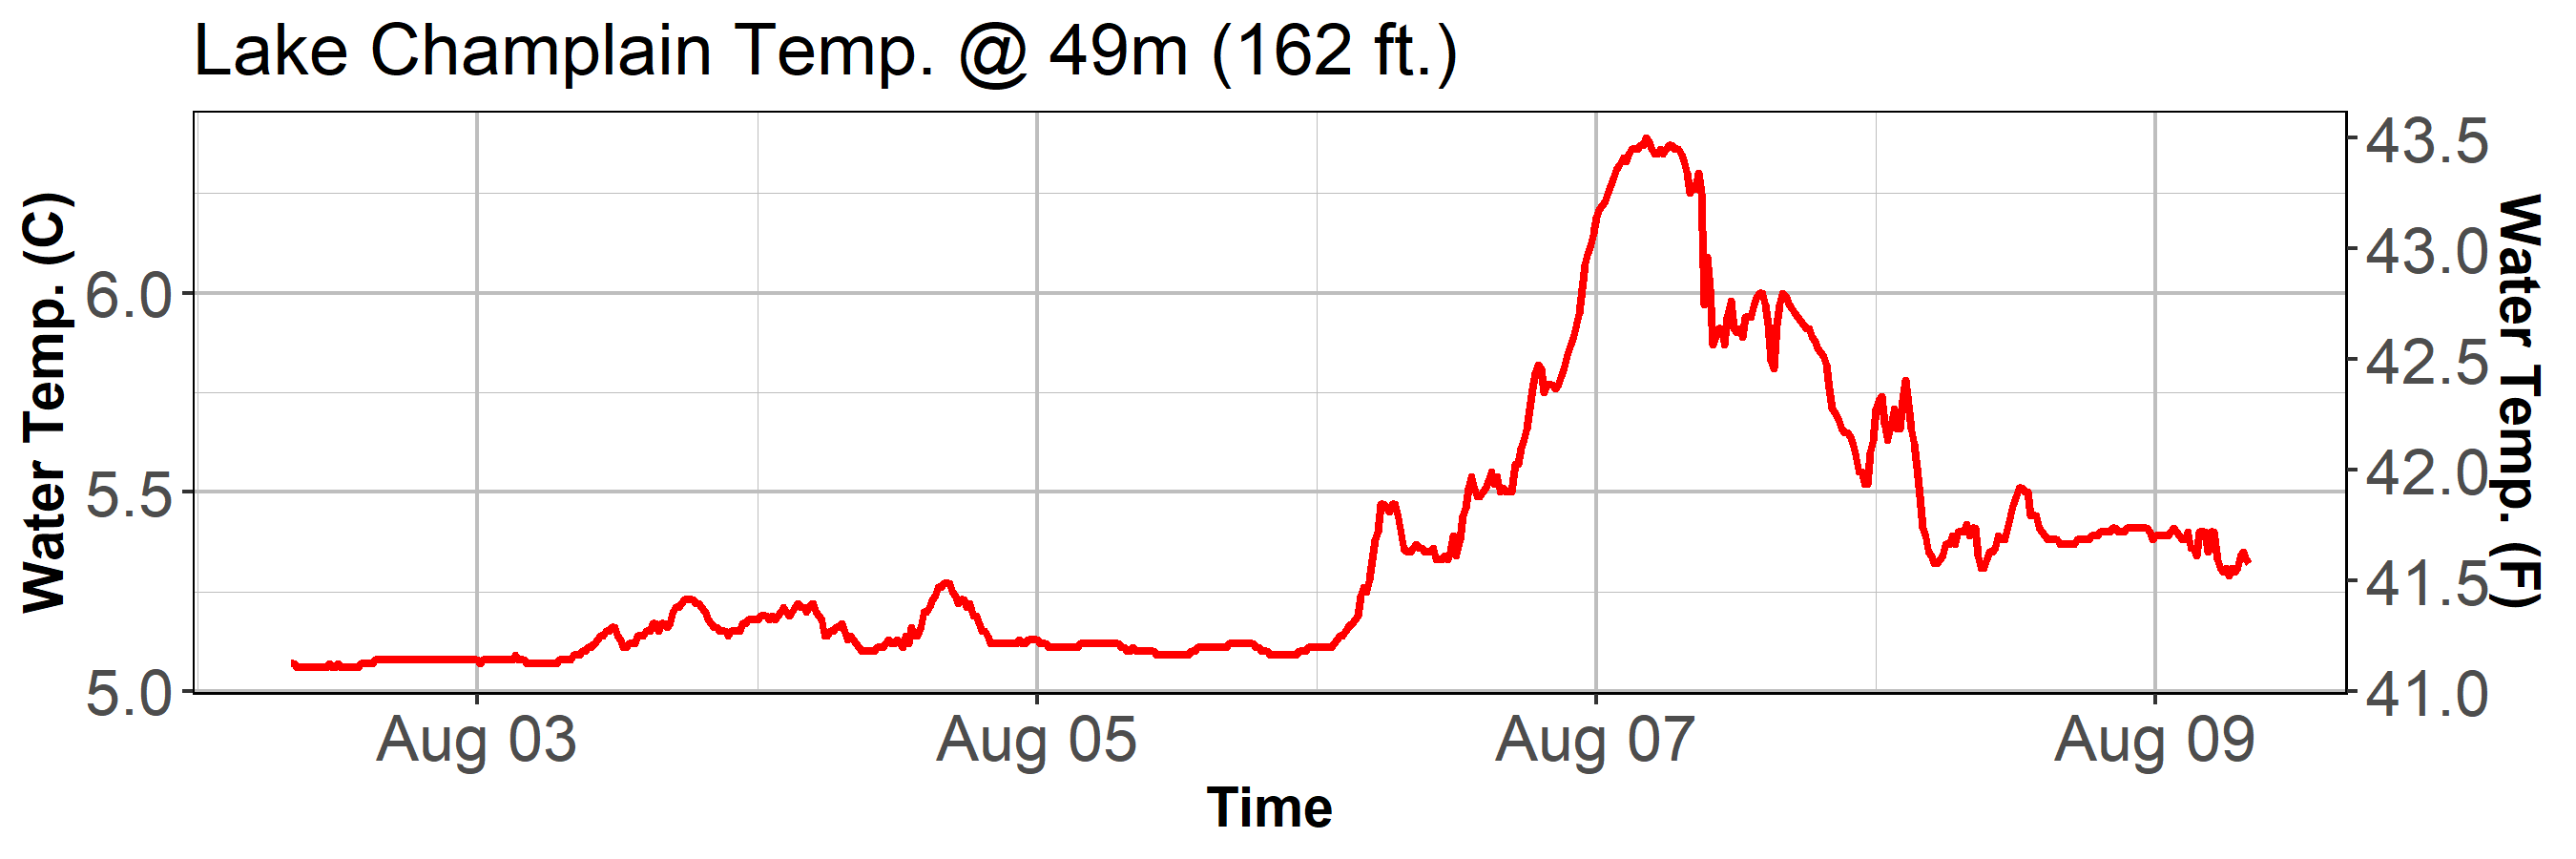 Lake Champlain Temp. @ 49m (162 ft.)
Water Temp. (C)
6.0
5.5
5.0
43.5
43.0
42.5
42.0
41.5
41.0
Water Temp. (F)
Aug 03 Aug 05 Aug 07 Aug 09
Time